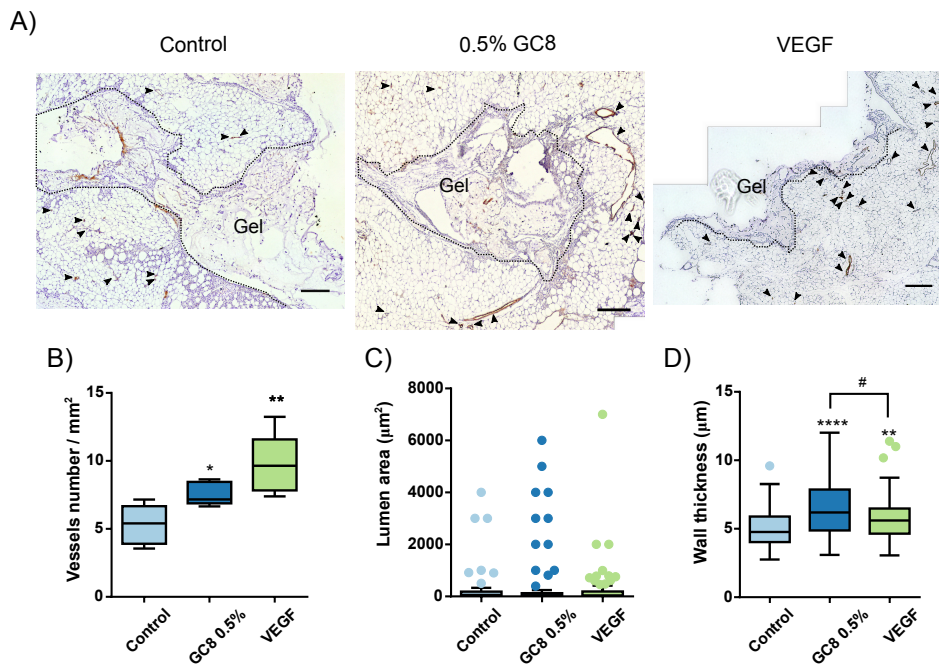 A)
Control
0.5% GC8
VEGF
Gel
Gel
Gel
B)
Vessels number / mm²
15
10
5
0
**
*
Control
GC8 0.5%
VEGF
C)
Lumen area (μm²)
8000
6000
4000
2000
0
Control
GC8 0.5%
VEGF
D)
Wall thickness (μm)
15
10
5
0
#
****
**
Control
GC8 0.5%
VEGF